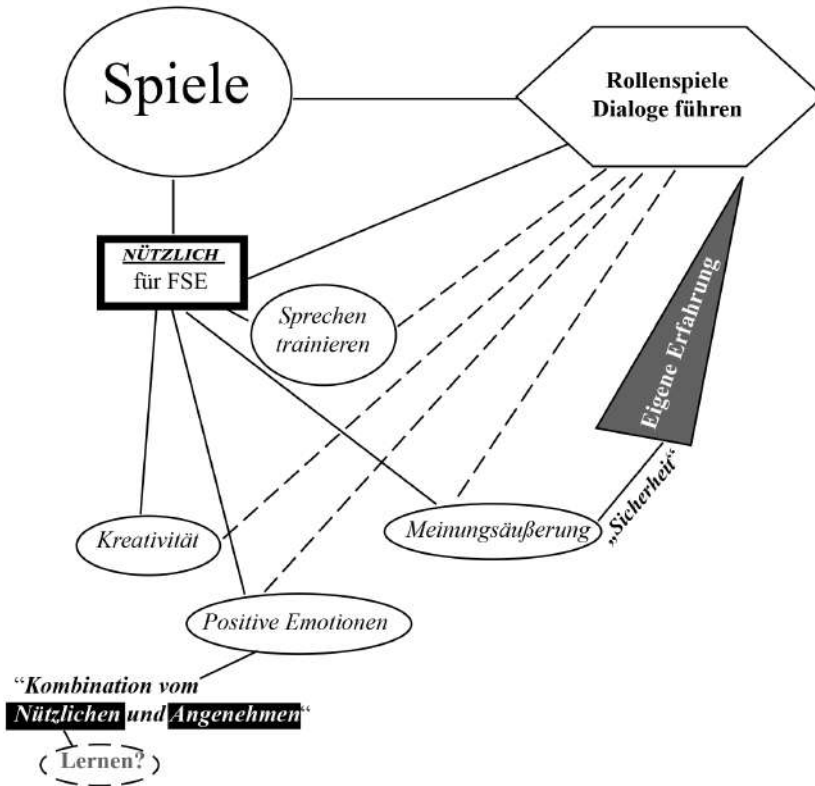 Spiele
Rollenspiele
Dialoge führen
NÜTZLICH
für FSE
Sprechen
trainieren
Eigene Erfahrung
„Sicherheit“
Kreativität
Meinungsäußerung
Positive Emotionen
“Kombination vom
Nützlichen und Angenehmen“
Lernen?